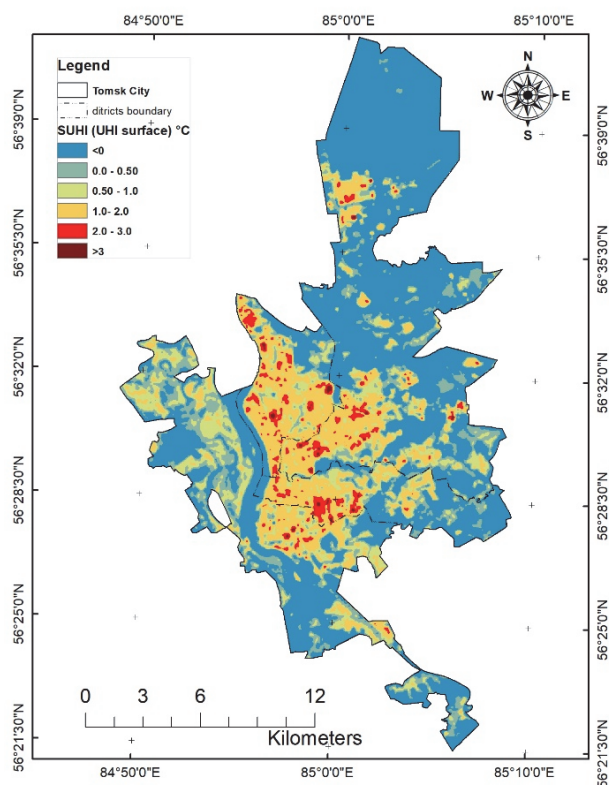 84°50'0"E 85°0'0"E 85°10'0"E
Legend
Tomsk City
ditricts boundary
SUHI (UHI surface) °C
<0
0.0 - 0.50
0.50 - 1.0
1.0- 2.0
2.0 - 3.0
>3
N
W E
S
56°39'0"N
56°35'30"N
56°32'0"N
56°28'30"N
56°25'0"N
56°21'30"N
56°39'0"N
56°35'30"N
56°32'0"N
56°28'30"N
56°25'0"N
56°21'30"N
0 3 6 12
Kilometers
84°50'0"E 85°0'0"E 85°10'0"E